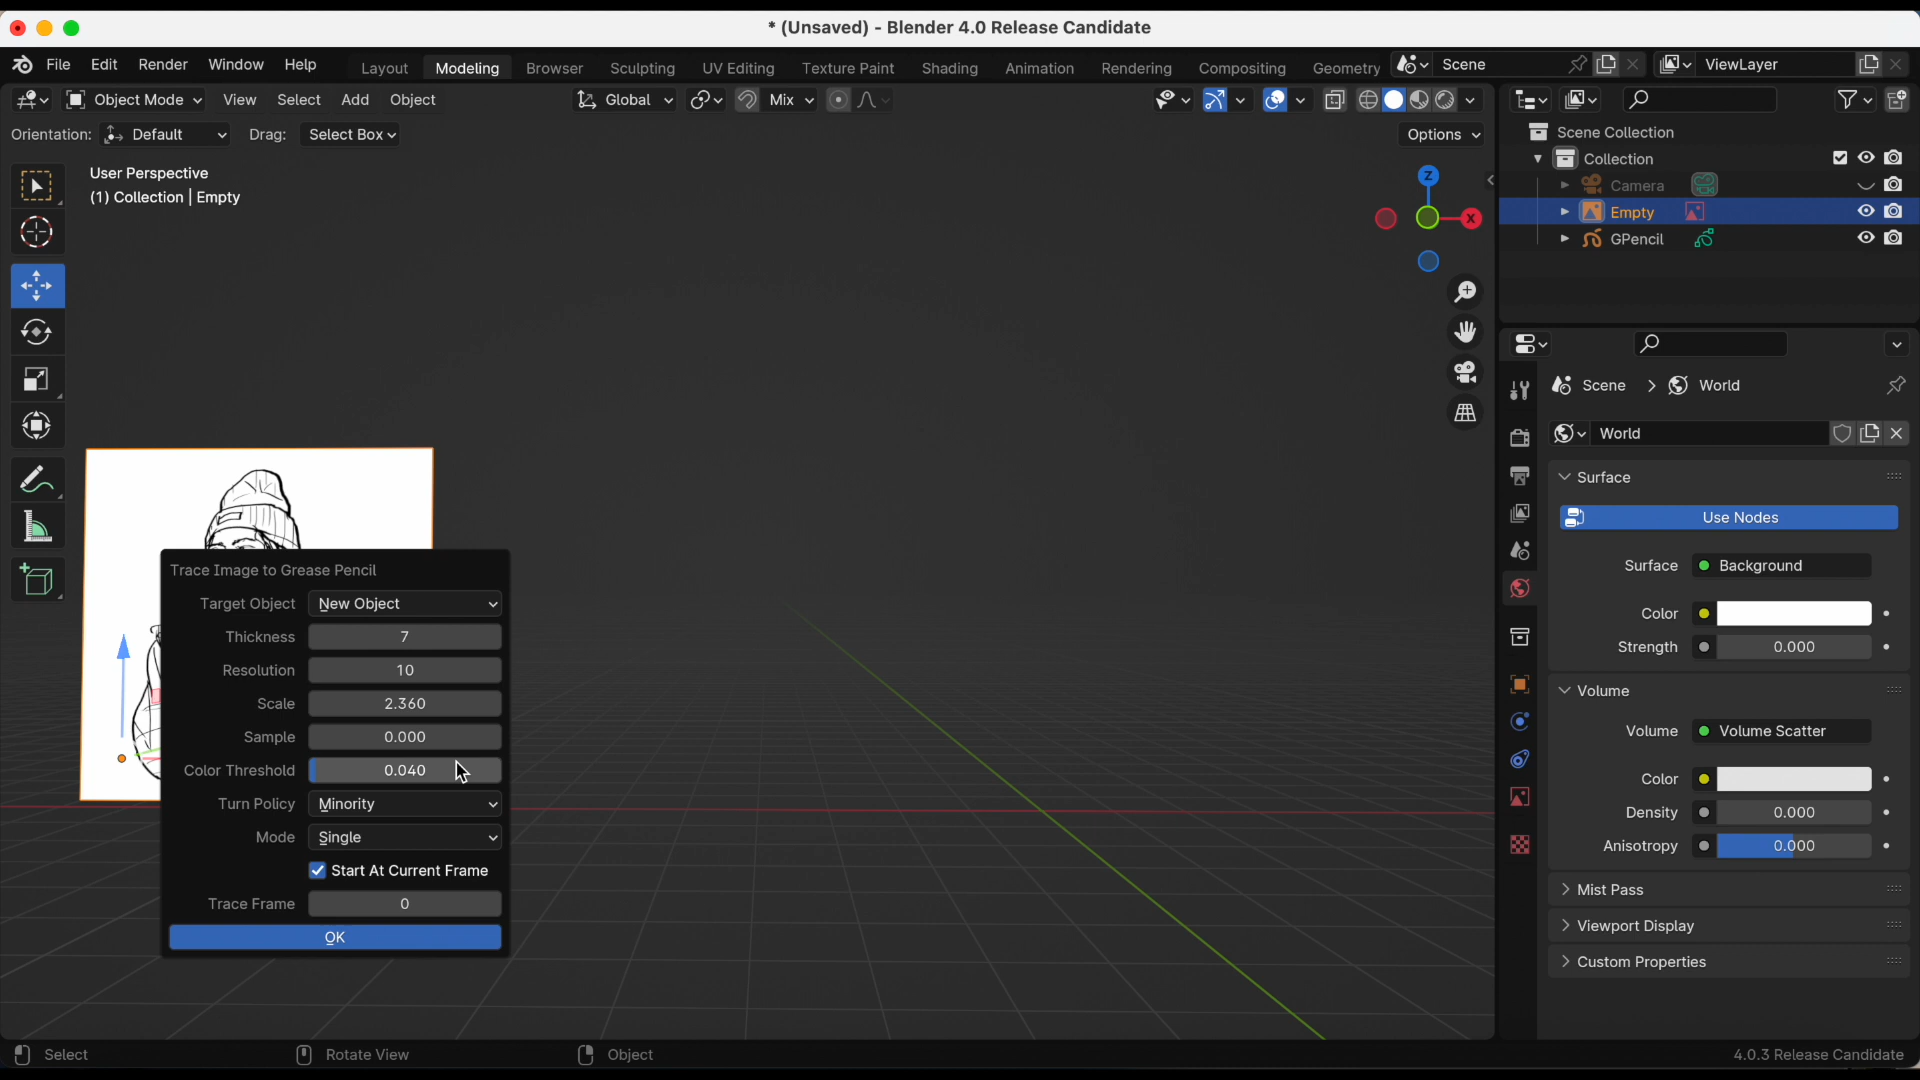 * (Unsaved) - Blender 4.0 Release Candidate
File Edit Render Window Help Layout Modeling Browser Sculpting UV Editing Texture Paint Shading Animation Rendering Compositing Geometry Scene ViewLayer
Object Mode View Select Add Object Global Mix
Orientation: Default Drag: Select Box Options
User Perspective
(1) Collection | Empty
Z
X
Scene Collection
Collection
Camera
Empty
GPencil
Scene > World
World
Surface
Use Nodes
Surface Background
Color
Strength 0.000
Volume
Volume Volume Scatter
Color
Density 0.000
Anisotropy 0.000
Mist Pass
Viewport Display
Custom Properties
Trace Image to Grease Pencil
Target Object New Object
Thickness 7
Resolution 10
Scale 2.360
Sample 0.000
Color Threshold 0.040
Turn Policy Minority
Mode Single
Start At Current Frame
Trace Frame 0
OK
Select Rotate View Object 4.0.3 Release Candidate